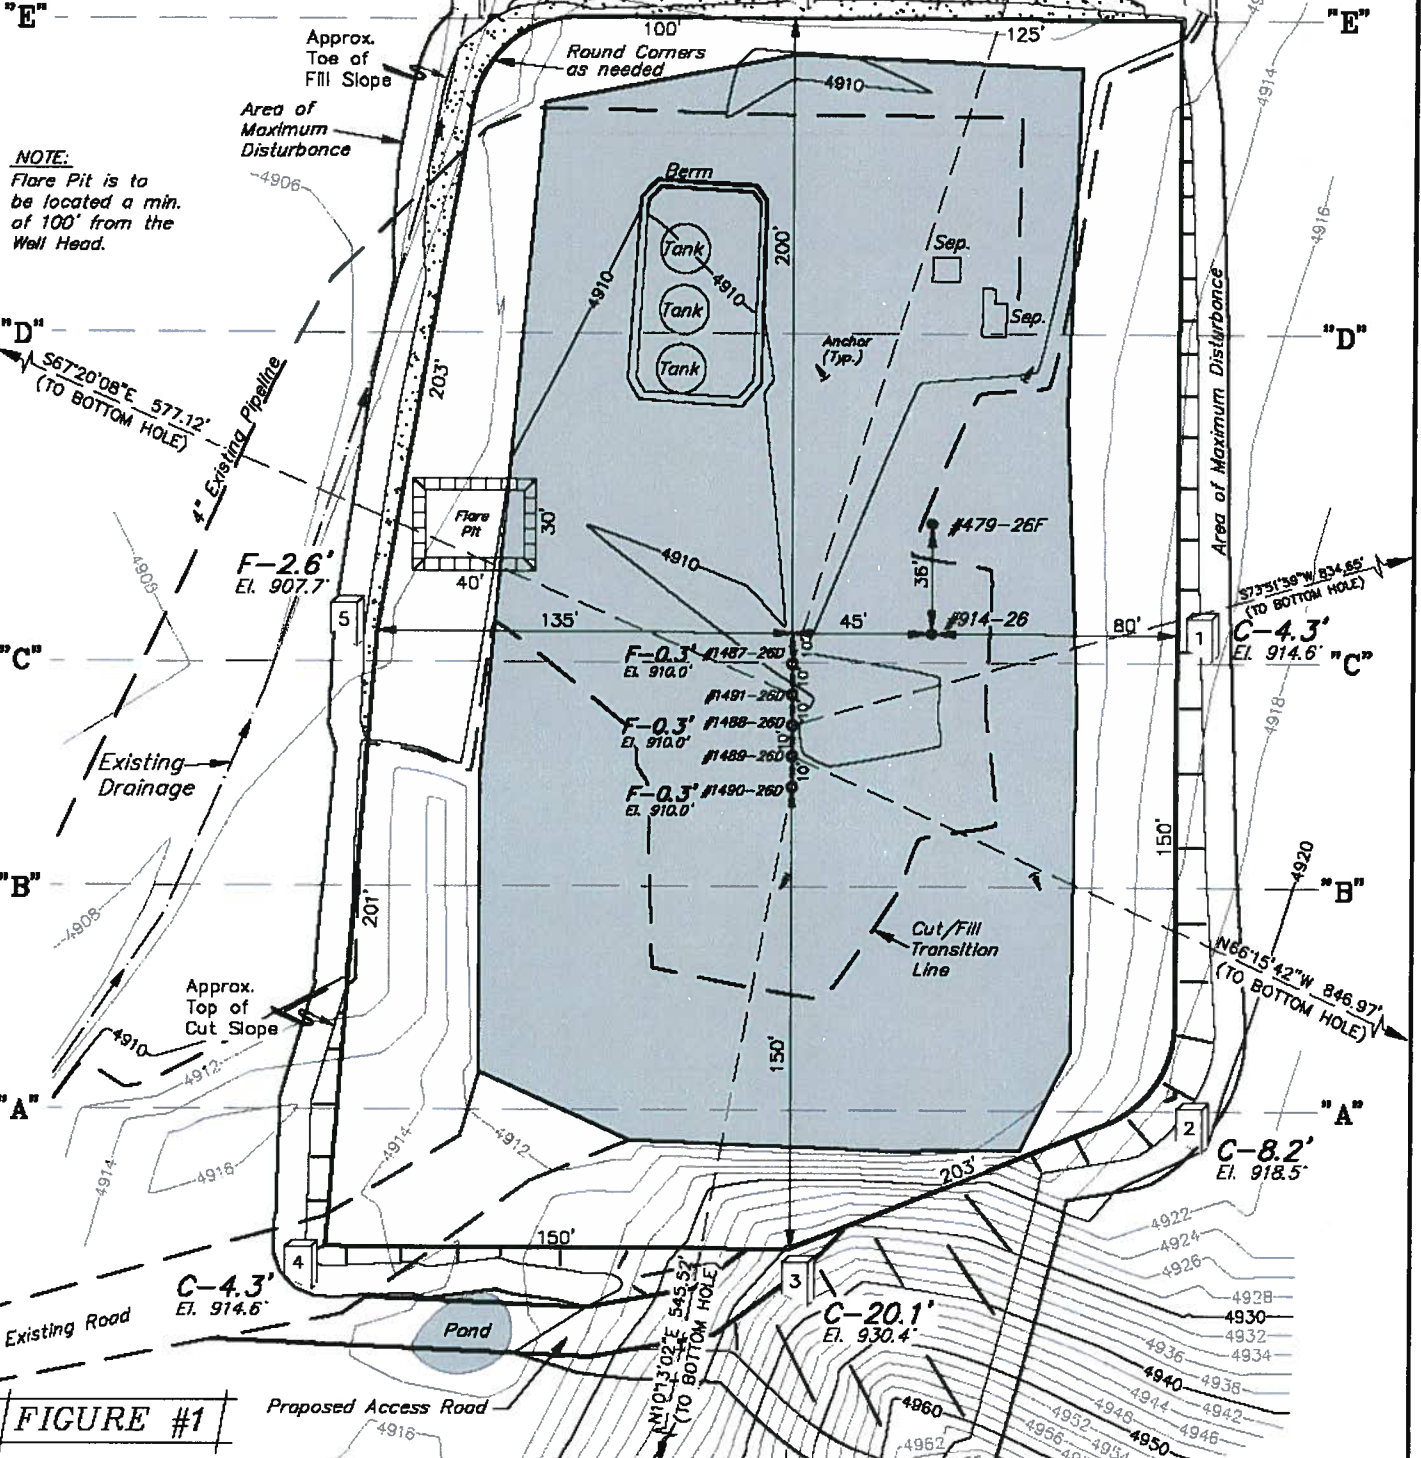 "E"
"E"
100'
125'
Approx.
Toe of
Fill Slope
Round Corners
as needed
4910
4914
Area of
Maximum
Disturbance
NOTE:
Flare Pit is to
be located a min.
of 100' from the
Well Head.
4906
Berm
Tank
Tank
Tank
200'
4910
4910
Sep.
Sep.
4916
Area of Maximum Disturbance
"D"
"D"
Anchor
(Typ.)
S67°20'08"E 577.12'
(TO BOTTOM HOLE)
203'
4" Existing Pipeline
Flare
Pit
30'
40'
4910
#479-26F
36'
4908
F-2.6'
El. 907.7'
5
135'
45'
#914-26
80'
1
S73°51'39"W 834.65'
(TO BOTTOM HOLE)
C-4.3'
El. 914.6'
"C"
"C"
F-0.3'
El. 910.0'
#1487-26D
10'
10'
#1491-26D
10'
F-0.3'
El. 910.0'
#1488-26D
10'
#1489-26D
10'
F-0.3'
El. 910.0'
#1490-26D
4918
Existing
Drainage
150'
4920
"B"
"B"
201'
4908
Cut/Fill
Transition
Line
N66°15'42"W 846.97'
(TO BOTTOM HOLE)
Approx.
Top of
Cut Slope
4910
4912
150'
"A"
"A"
4914
4912
2
C-8.2'
El. 918.5'
4914
4916
203'
4922
4924
4926
4928
4930
4932
4934
150'
4
C-4.3'
El. 914.6'
3
C-20.1'
El. 930.4'
Existing Road
Pond
N10°13'02"E 545.52'
(TO BOTTOM HOLE)
4936
4938
4940
4942
4944
4946
4948
4950
4952
4954
4956
4960
4962
Proposed Access Road
4916
FIGURE #1